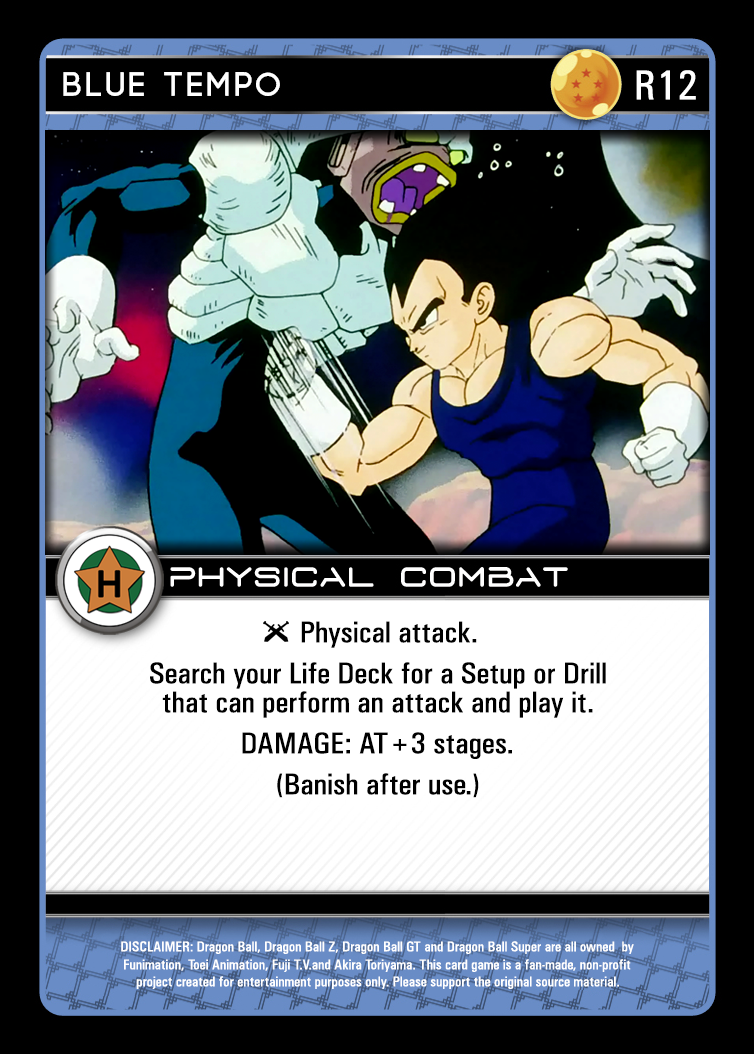 BLUE TEMPO
R12
H
PHYSICAL COMBAT
Physical attack.
Search your Life Deck for a Setup or Drill
that can perform an attack and play it.
DAMAGE: AT+3 stages.
(Banish after use.)
DISCLAIMER: Dragon Ball, Dragon Ball Z, Dragon Ball GT and Dragon Ball Super are all owned by
Funimation, Toei Animation, Fuji T.V.and Akira Toriyama. This card game is a fan-made, non-profit
project created for entertainment purposes only. Please support the original source material.